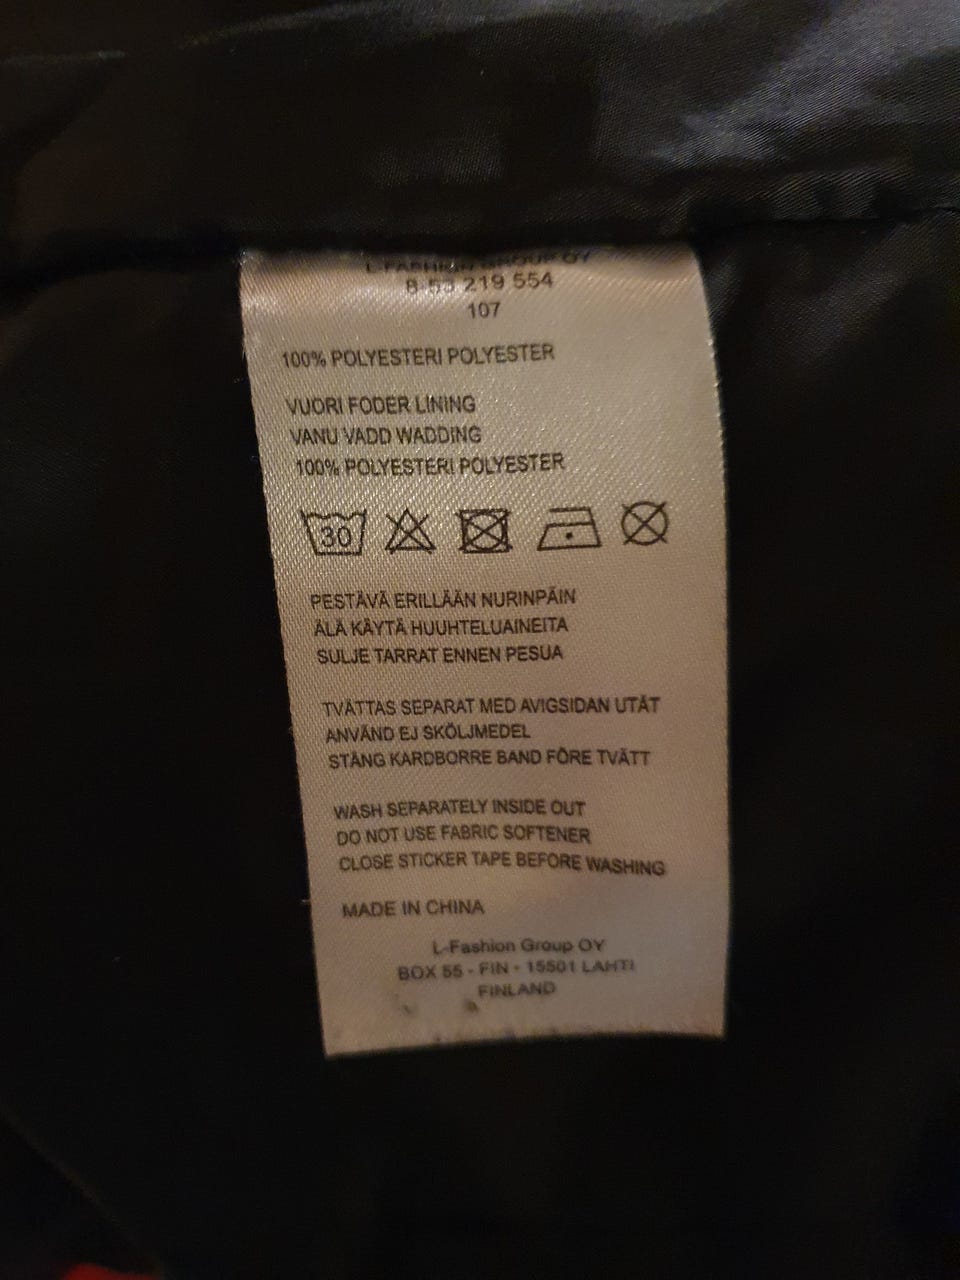 L-FASHION GROUP OY
8-53 219 554
107
100% POLYESTERI POLYESTER
VUORI FODER LINING
VANU VADD WADDING
100% POLYESTERI POLYESTER
30
PESTÄVÄ ERILLÄÄN NURINPÄIN
ÄLÄ KÄYTÄ HUUHTELUAINEITA
SULJE TARRAT ENNEN PESUA
TVÄTTAS SEPARAT MED AVIGSIDAN UTÅT
ANVÄND EJ SKÖLJMEDEL
STÄNG KARDBORRE BAND FÖRE TVÄTT
WASH SEPARATELY INSIDE OUT
DO NOT USE FABRIC SOFTENER
CLOSE STICKER TAPE BEFORE WASHING
MADE IN CHINA
L-Fashion Group OY
BOX 55 - FIN - 15501 LAHTI
FINLAND